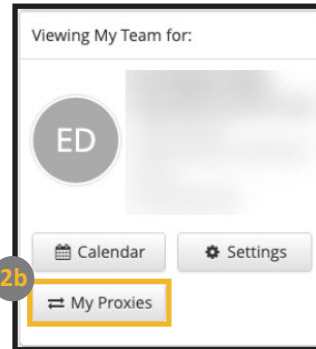 Viewing My Team for:
ED
Calendar Settings
2b
My Proxies